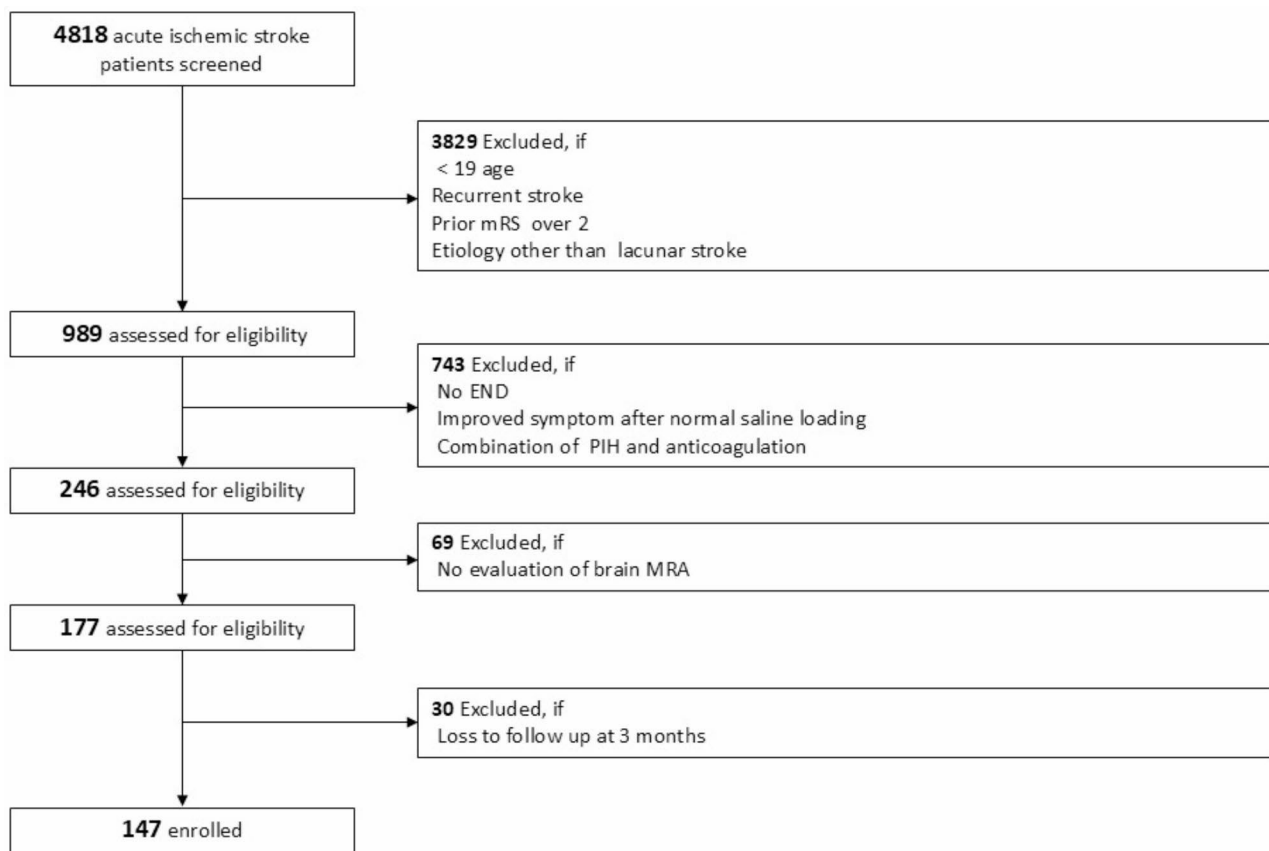 4818 acute ischemic stroke
patients screened
3829 Excluded, if
< 19 age
Recurrent stroke
Prior mRS over 2
Etiology other than lacunar stroke
989 assessed for eligibility
743 Excluded, if
No END
Improved symptom after normal saline loading
Combination of PIH and anticoagulation
246 assessed for eligibility
69 Excluded, if
No evaluation of brain MRA
177 assessed for eligibility
30 Excluded, if
Loss to follow up at 3 months
147 enrolled